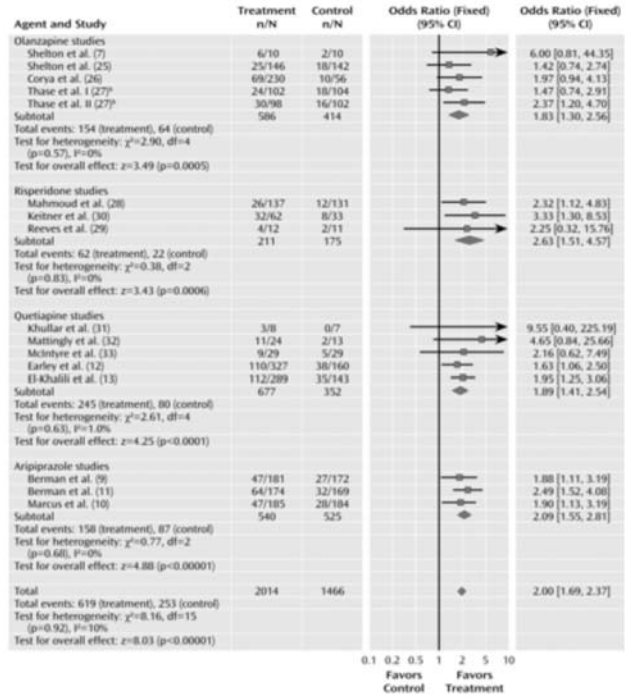 Agent and Study Treatment n/N Control n/N Odds Ratio (Fixed) (95% CI) Odds Ratio (Fixed) (95% CI)
Olanzapine studies
Shelton et al. (7) 6/10 2/10 6.00 [0.81, 44.35]
Shelton et al. (25) 25/146 18/142 1.42 [0.74, 2.74]
Corya et al. (26) 69/230 10/56 1.97 [0.94, 4.13]
Thase et al. I (27)ᵃ 24/102 18/104 1.47 [0.74, 2.91]
Thase et al. II (27)ᵃ 30/98 16/102 2.37 [1.20, 4.70]
Subtotal 586 414 1.83 [1.30, 2.56]
Total events: 154 (treatment), 64 (control)
Test for heterogeneity: χ²=2.90, df=4
(p=0.57), I²=0%
Test for overall effect: z=3.49 (p=0.0005)
Risperidone studies
Mahmoud et al. (28) 26/137 12/131 2.32 [1.12, 4.83]
Keitner et al. (30) 32/62 8/33 3.33 [1.30, 8.53]
Reeves et al. (29) 4/12 2/11 2.25 [0.32, 15.76]
Subtotal 211 175 2.63 [1.51, 4.57]
Total events: 62 (treatment), 22 (control)
Test for heterogeneity: χ²=0.38, df=2
(p=0.83), I²=0%
Test for overall effect: z=3.43 (p=0.0006)
Quetiapine studies
Khullar et al. (31) 3/8 0/7 9.55 [0.40, 225.19]
Mattingly et al. (32) 11/24 2/13 4.65 [0.84, 25.66]
McIntyre et al. (33) 9/29 5/29 2.16 [0.62, 7.49]
Earley et al. (12) 110/327 38/160 1.63 [1.06, 2.50]
El-Khalili et al. (13) 112/289 35/143 1.95 [1.25, 3.06]
Subtotal 677 352 1.89 [1.41, 2.54]
Total events: 245 (treatment), 80 (control)
Test for heterogeneity: χ²=2.61, df=4
(p=0.63), I²=1.0%
Test for overall effect: z=4.25 (p<0.0001)
Aripiprazole studies
Berman et al. (9) 47/181 27/172 1.88 [1.11, 3.19]
Berman et al. (11) 64/174 32/169 2.49 [1.52, 4.08]
Marcus et al. (10) 47/185 28/184 1.90 [1.13, 3.19]
Subtotal 540 525 2.09 [1.55, 2.81]
Total events: 158 (treatment), 87 (control)
Test for heterogeneity: χ²=0.77, df=2
(p=0.68), I²=0%
Test for overall effect: z=4.88 (p<0.00001)
Total 2014 1466 2.00 [1.69, 2.37]
Total events: 619 (treatment), 253 (control)
Test for heterogeneity: χ²=8.16, df=15
(p=0.92), I²=10%
Test for overall effect: z=8.03 (p<0.00001)
0.1 0.2 0.5 1 2 5 10
Favors Control Favors Treatment